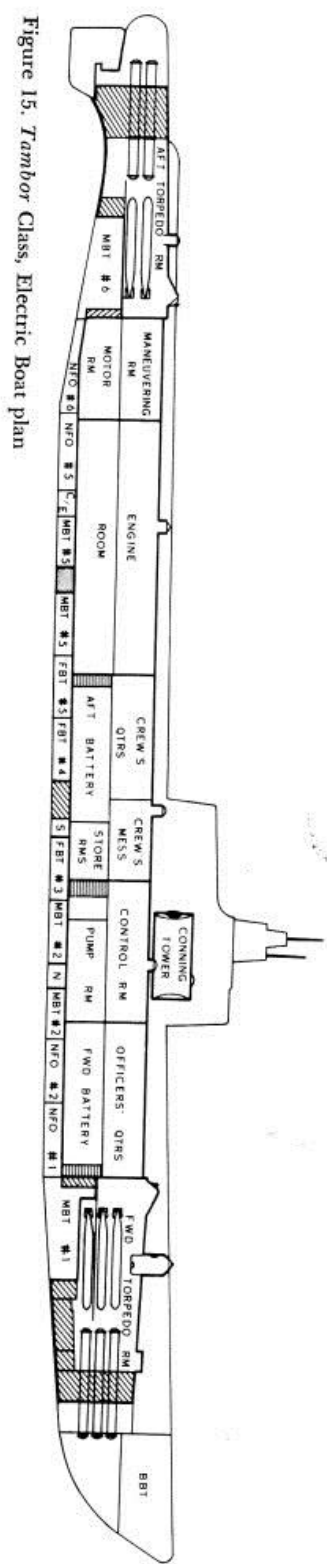 AFT TORPEDO RM
MBT #6
MANEUVERING
RM
MOTOR
RM
ENGINE
ROOM
CREW'S
QTRS
AFT BATTERY
CREW'S
MESS
STORE
RMS
CONNING
TOWER
CONTROL RM
PUMP
RM
OFFICERS' QTRS
FWD BATTERY
FWD
TORPEDO RM
MBT #1
BBT
NFO #6
NFO #5
C/E
MBT #5
MBT #5
FBT #5
FBT #4
S
FBT #3
MBT #2
N
MBT #2
NFO #2
NFO #1
Figure 15. Tambor Class, Electric Boat plan